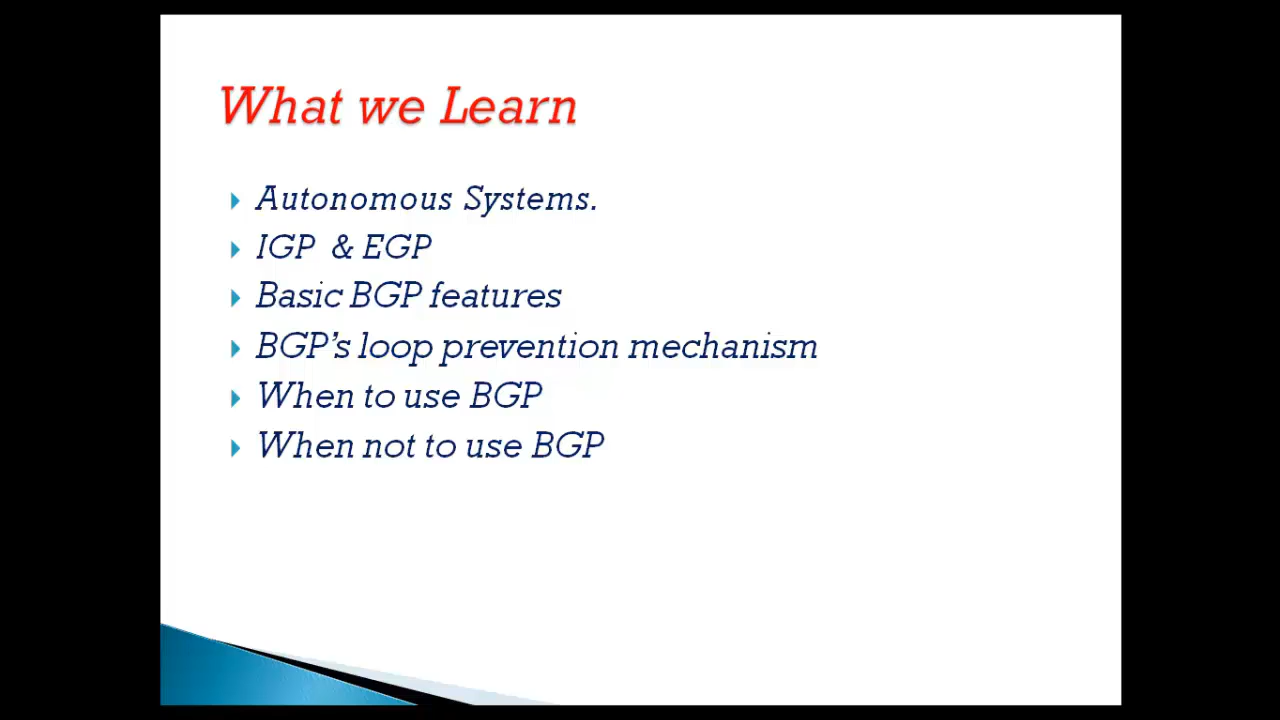 What we Learn
Autonomous Systems.
IGP & EGP
Basic BGP features
BGP’s loop prevention mechanism
When to use BGP
When not to use BGP